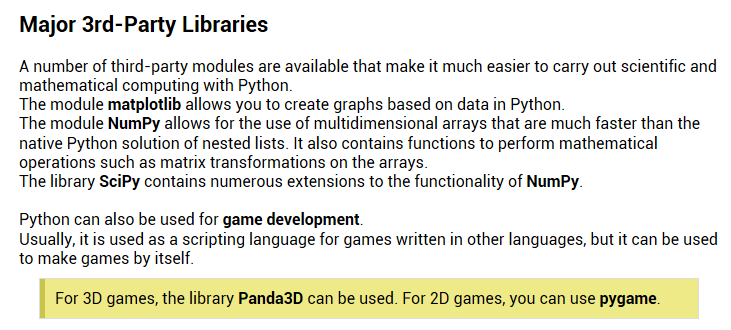 Major 3rd-Party Libraries
A number of third-party modules are available that make it much easier to carry out scientific and
mathematical computing with Python.
The module matplotlib allows you to create graphs based on data in Python.
The module NumPy allows for the use of multidimensional arrays that are much faster than the
native Python solution of nested lists. It also contains functions to perform mathematical
operations such as matrix transformations on the arrays.
The library SciPy contains numerous extensions to the functionality of NumPy.
Python can also be used for game development.
Usually, it is used as a scripting language for games written in other languages, but it can be used
to make games by itself.
For 3D games, the library Panda3D can be used. For 2D games, you can use pygame.